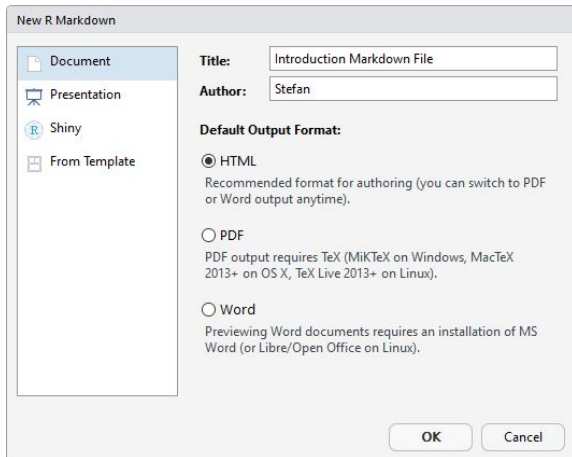 New R Markdown
Document
Presentation
R Shiny
From Template
Title: Introduction Markdown File
Author: Stefan
Default Output Format:
HTML
Recommended format for authoring (you can switch to PDF
or Word output anytime).
PDF
PDF output requires TeX (MiKTeX on Windows, MacTeX
2013+ on OS X, TeX Live 2013+ on Linux).
Word
Previewing Word documents requires an installation of MS
Word (or Libre/Open Office on Linux).
OK Cancel